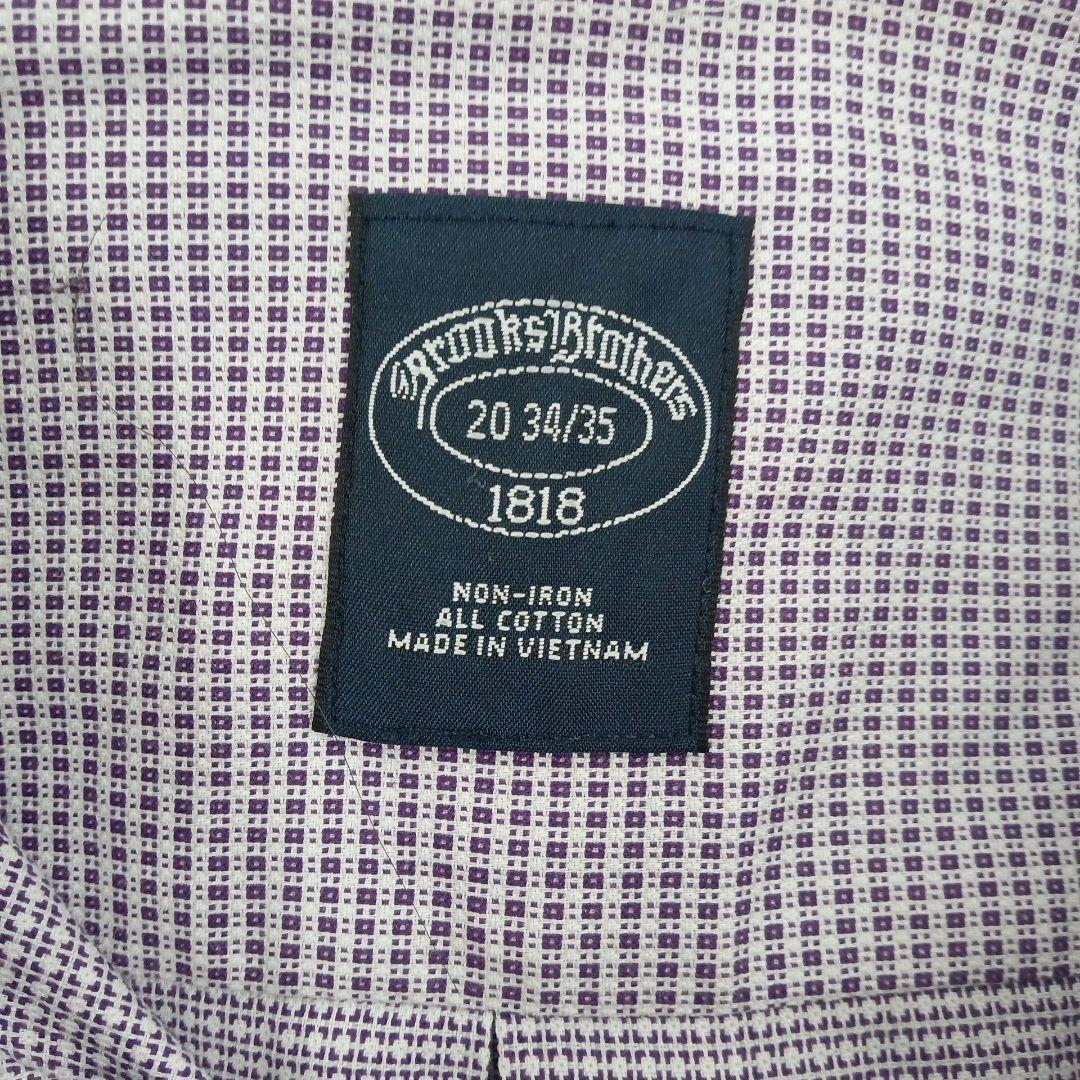 Brooks Brothers
20 34/35
1818
NON-IRON
ALL COTTON
MADE IN VIETNAM